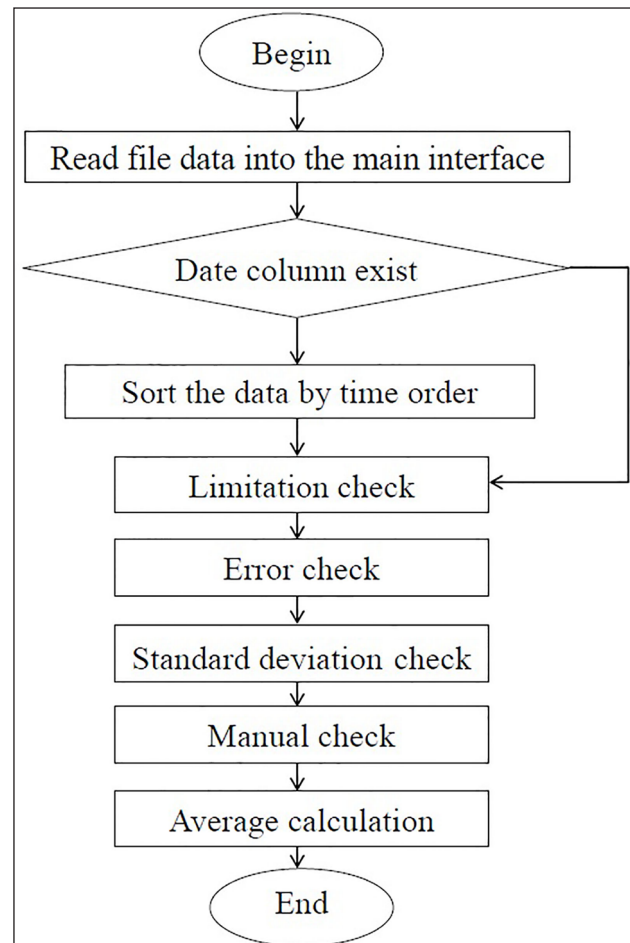 Begin
Read file data into the main interface
Date column exist
Sort the data by time order
Limitation check
Error check
Standard deviation check
Manual check
Average calculation
End